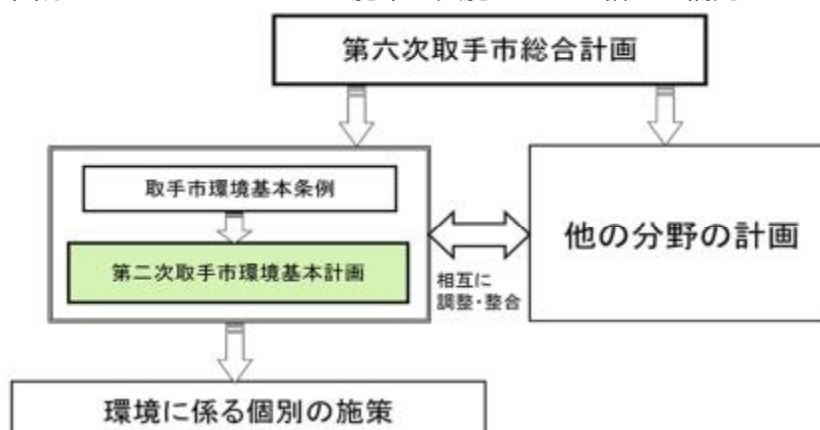 第六次取手市総合計画
取手市環境基本条例
第二次取手市環境基本計画
相互に
調整・整合
他の分野の計画
環境に係る個別の施策